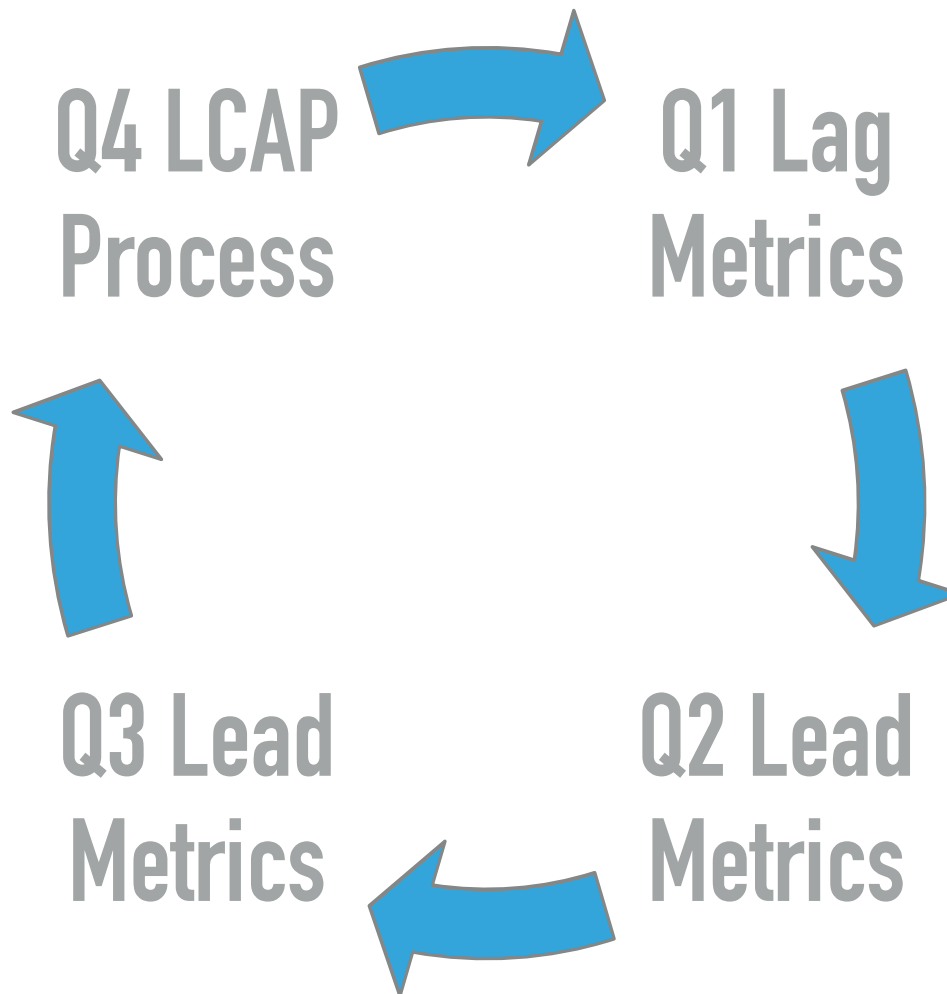 Q4 LCAP
Process
Q1 Lag
Metrics
Q2 Lead
Metrics
Q3 Lead
Metrics